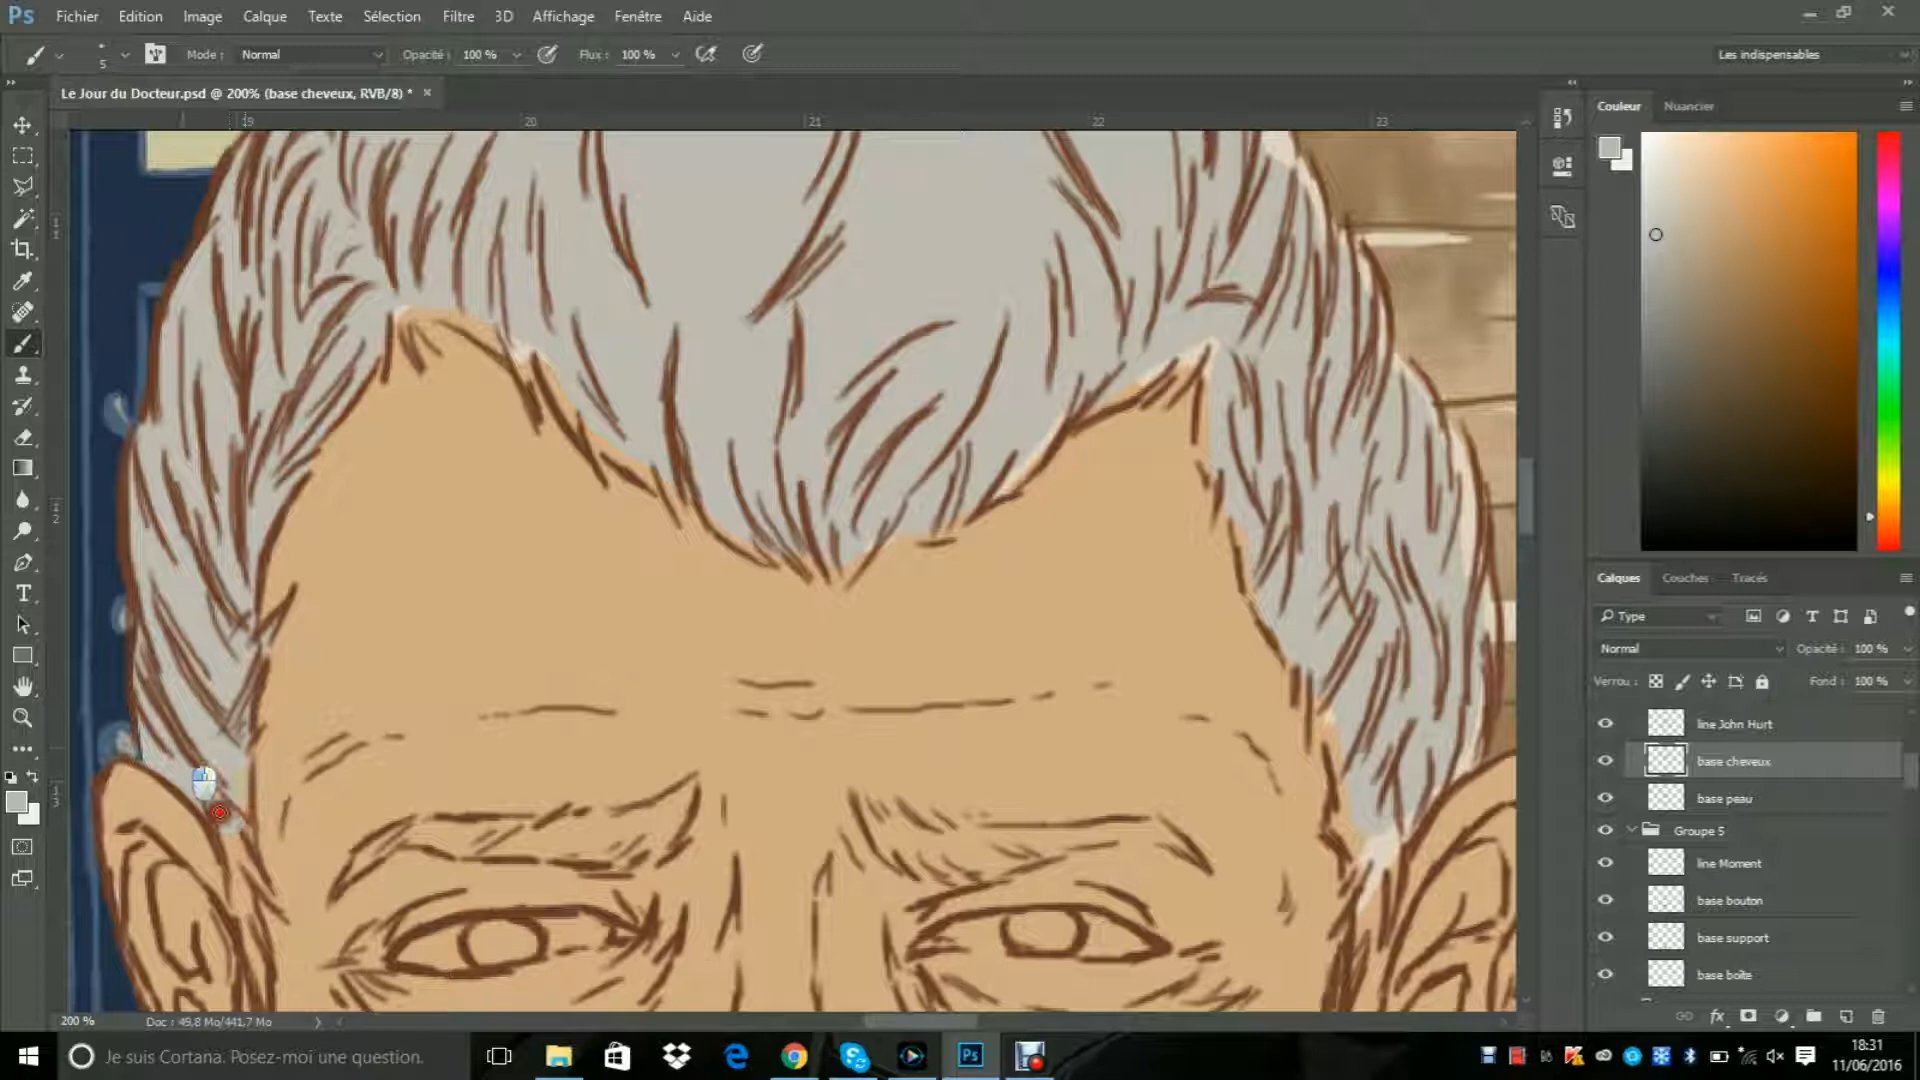 Ps Fichier Edition Image Calque Texte Sélection Filtre 3D Affichage Fenêtre Aide
5 Mode : Normal Opacité : 100 % Flux : 100 % Les indispensables
Le Jour du Docteur.psd @ 200% (base cheveux, RVB/8) * ×
19 20 21 22 23
Couleur Nuancier
Calques Couches Tracés
Type
Normal Opacité : 100 %
Verrou : Fond : 100 %
line John Hurt
base cheveux
base peau
Groupe 5
line Moment
base bouton
base support
base boîte
200 % Doc : 49,8 Mo/441,7 Mo
Je suis Cortana. Posez-moi une question.
18:31
11/06/2016